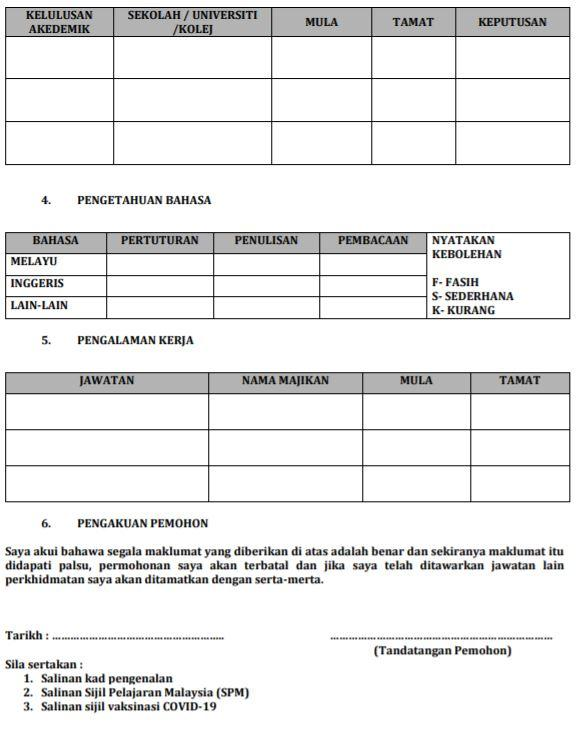 KELULUSAN AKEDEMIK SEKOLAH / UNIVERSITI /KOLEJ MULA TAMAT KEPUTUSAN
4. PENGETAHUAN BAHASA
BAHASA PERTUTURAN PENULISAN PEMBACAAN NYATAKAN KEBOLEHAN
MELAYU
INGGERIS F- FASIH
S- SEDERHANA
LAIN-LAIN K- KURANG
5. PENGALAMAN KERJA
JAWATAN NAMA MAJIKAN MULA TAMAT
6. PENGAKUAN PEMOHON
Saya akui bahawa segala maklumat yang diberikan di atas adalah benar dan sekiranya maklumat itu
didapati palsu, permohonan saya akan terbatal dan jika saya telah ditawarkan jawatan lain
perkhidmatan saya akan ditamatkan dengan serta-merta.
Tarikh : ........................................................ ........................................................................
(Tandatangan Pemohon)
Sila sertakan :
1. Salinan kad pengenalan
2. Salinan Sijil Pelajaran Malaysia (SPM)
3. Salinan sijil vaksinasi COVID-19